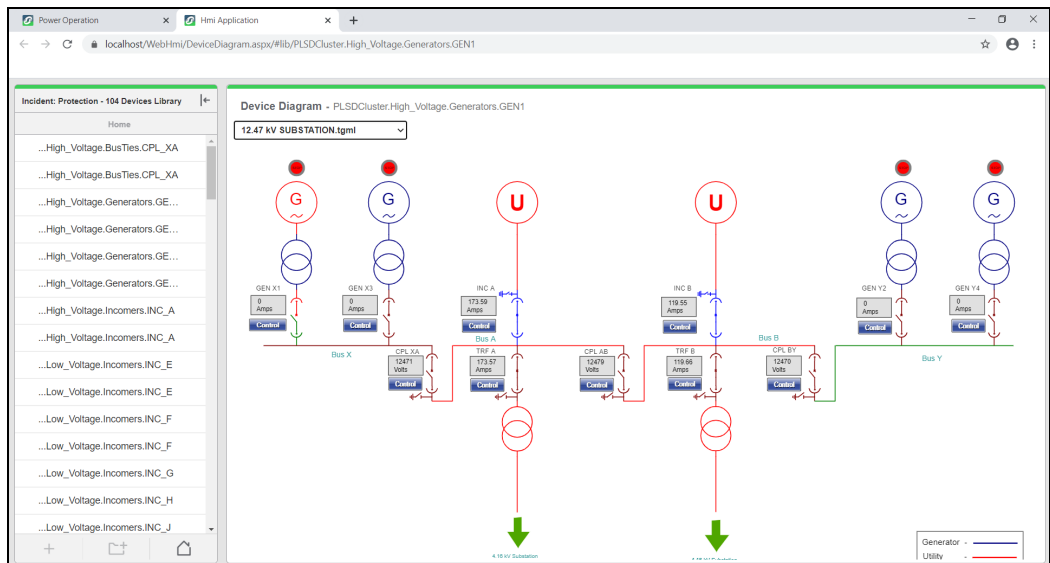 Power Operation
Hmi Application
localhost/WebHmi/DeviceDiagram.aspx/#lib/PLSDCluster.High_Voltage.Generators.GEN1
Incident: Protection - 104 Devices Library
Home
...High_Voltage.BusTies.CPL_XA
...High_Voltage.BusTies.CPL_XA
...High_Voltage.Generators.GE...
...High_Voltage.Generators.GE...
...High_Voltage.Generators.GE...
...High_Voltage.Generators.GE...
...High_Voltage.Incomers.INC_A
...High_Voltage.Incomers.INC_A
...Low_Voltage.Incomers.INC_E
...Low_Voltage.Incomers.INC_E
...Low_Voltage.Incomers.INC_F
...Low_Voltage.Incomers.INC_F
...Low_Voltage.Incomers.INC_G
...Low_Voltage.Incomers.INC_H
...Low_Voltage.Incomers.INC_J
Device Diagram - PLSDCluster.High_Voltage.Generators.GEN1
12.47 kV SUBSTATION.tgml
G
G
U
U
G
G
GEN X1
0
Amps
Control
GEN X3
0
Amps
Control
INC A
173.59
Amps
Control
INC B
119.55
Amps
Control
GEN Y2
0
Amps
Control
GEN Y4
0
Amps
Control
Bus X
Bus A
Bus B
Bus Y
CPL XA
12471
Volts
Control
TRF A
173.57
Amps
Control
CPL AB
12479
Volts
Control
TRF B
119.66
Amps
Control
CPL BY
12470
Volts
Control
4.16 kV Substation
4.16 kV Substation
Generator -
Utility -